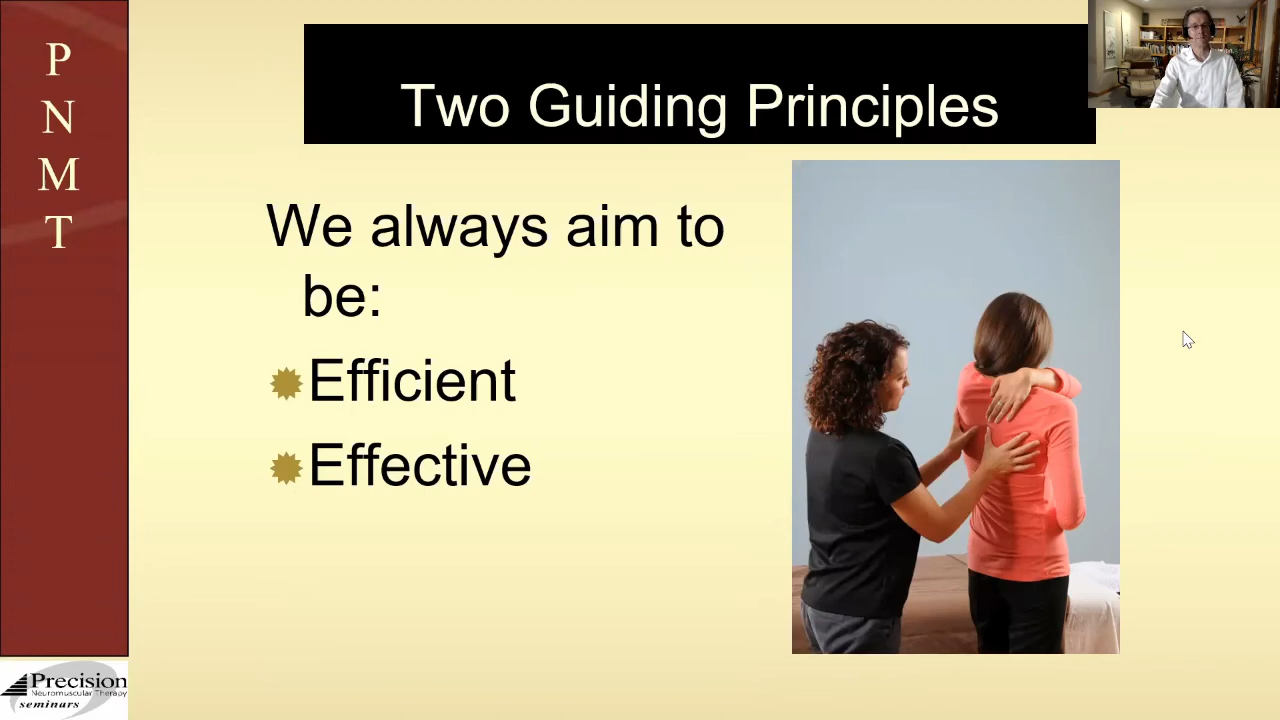 P
N
M
T
Two Guiding Principles
We always aim to
be:
Efficient
Effective
Precision
Neuromuscular Therapy
seminars